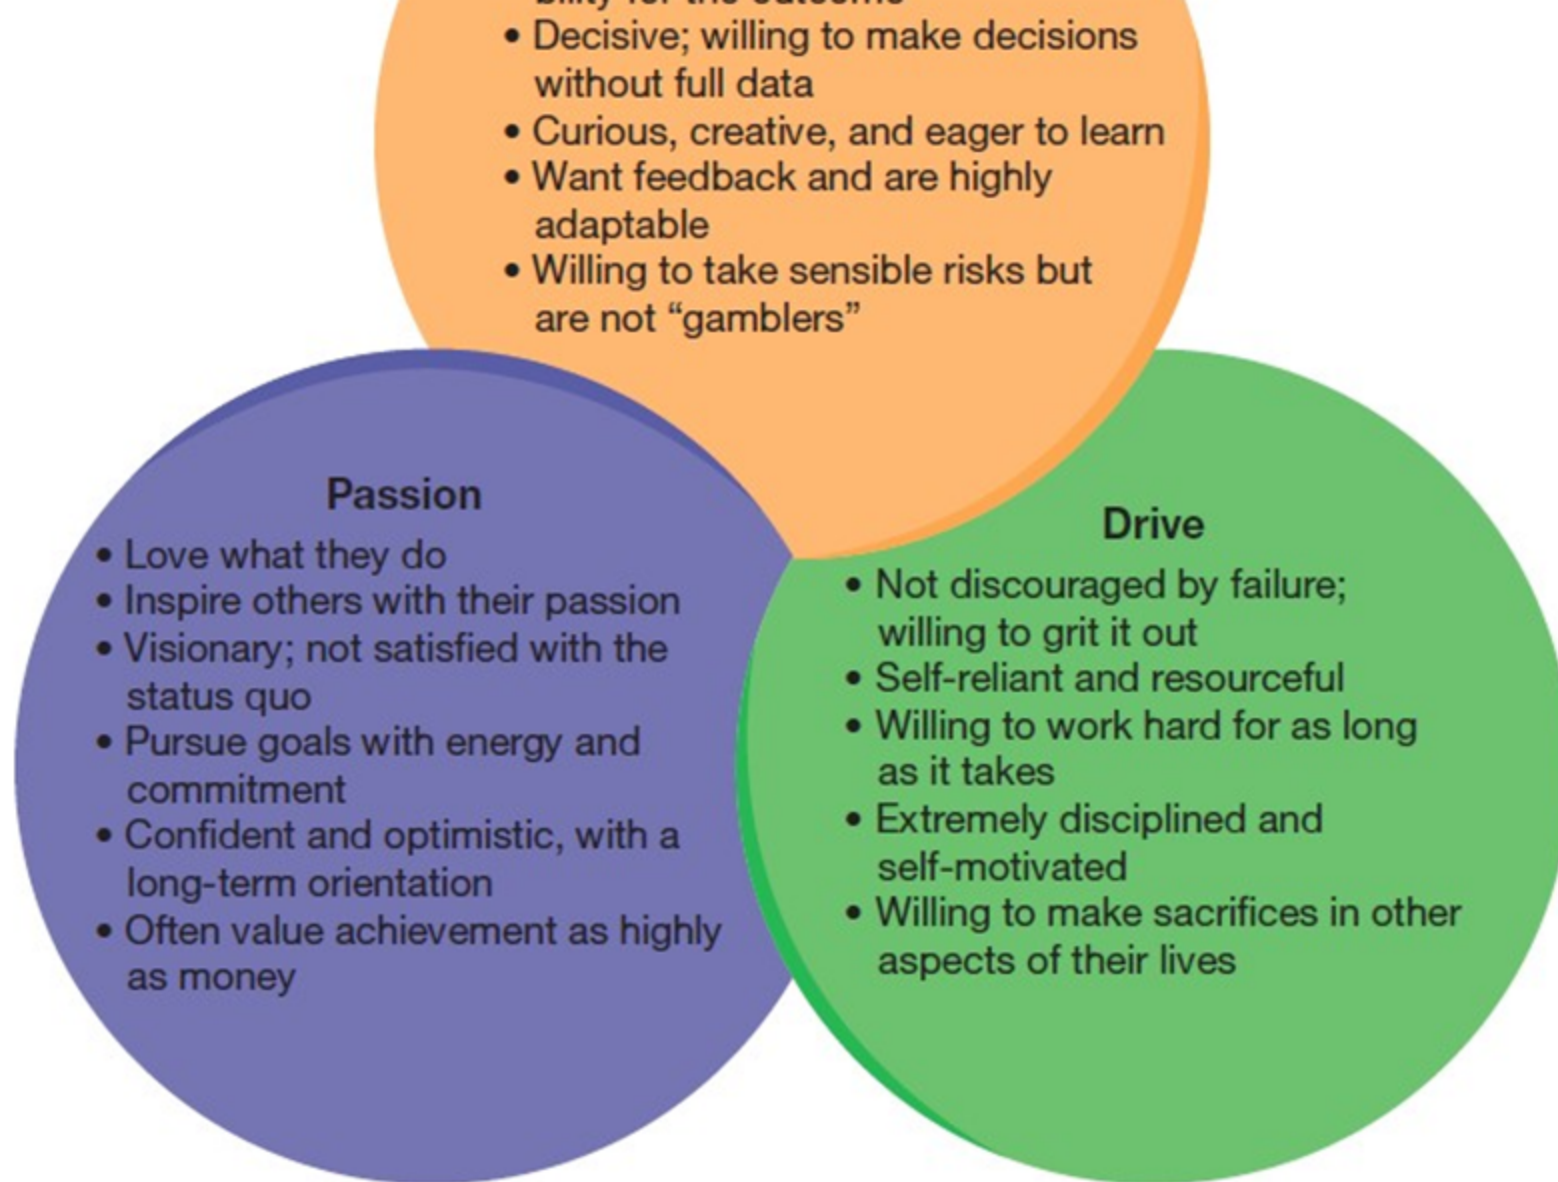 bility for the outcome
• Decisive; willing to make decisions
without full data
• Curious, creative, and eager to learn
• Want feedback and are highly
adaptable
• Willing to take sensible risks but
are not “gamblers”
Passion
• Love what they do
• Inspire others with their passion
• Visionary; not satisfied with the
status quo
• Pursue goals with energy and
commitment
• Confident and optimistic, with a
long-term orientation
• Often value achievement as highly
as money
Drive
• Not discouraged by failure;
willing to grit it out
• Self-reliant and resourceful
• Willing to work hard for as long
as it takes
• Extremely disciplined and
self-motivated
• Willing to make sacrifices in other
aspects of their lives